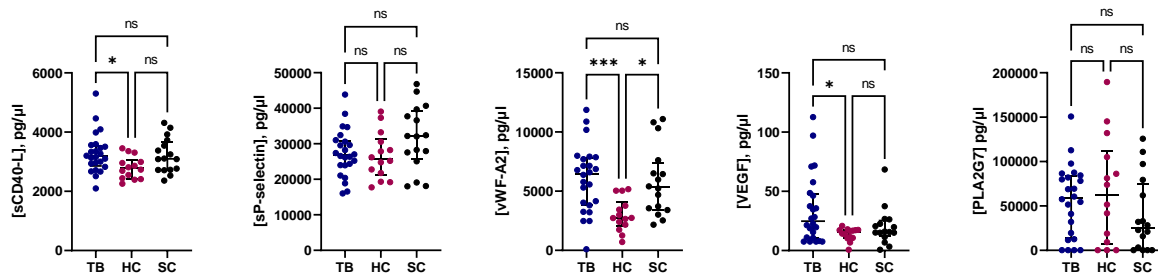 ns
* ns
[sCD40-L], pg/µl
6000
4000
2000
0
TB HC SC
ns
ns ns
[sP-selectin], pg/µl
50000
40000
30000
20000
10000
0
TB HC SC
ns
*** *
[vWF-A2], pg/µl
15000
10000
5000
0
TB HC SC
ns
* ns
[VEGF], pg/µl
150
100
50
0
TB HC SC
ns
ns ns
[PLA2G7] pg/µl
200000
150000
100000
50000
0
TB HC SC